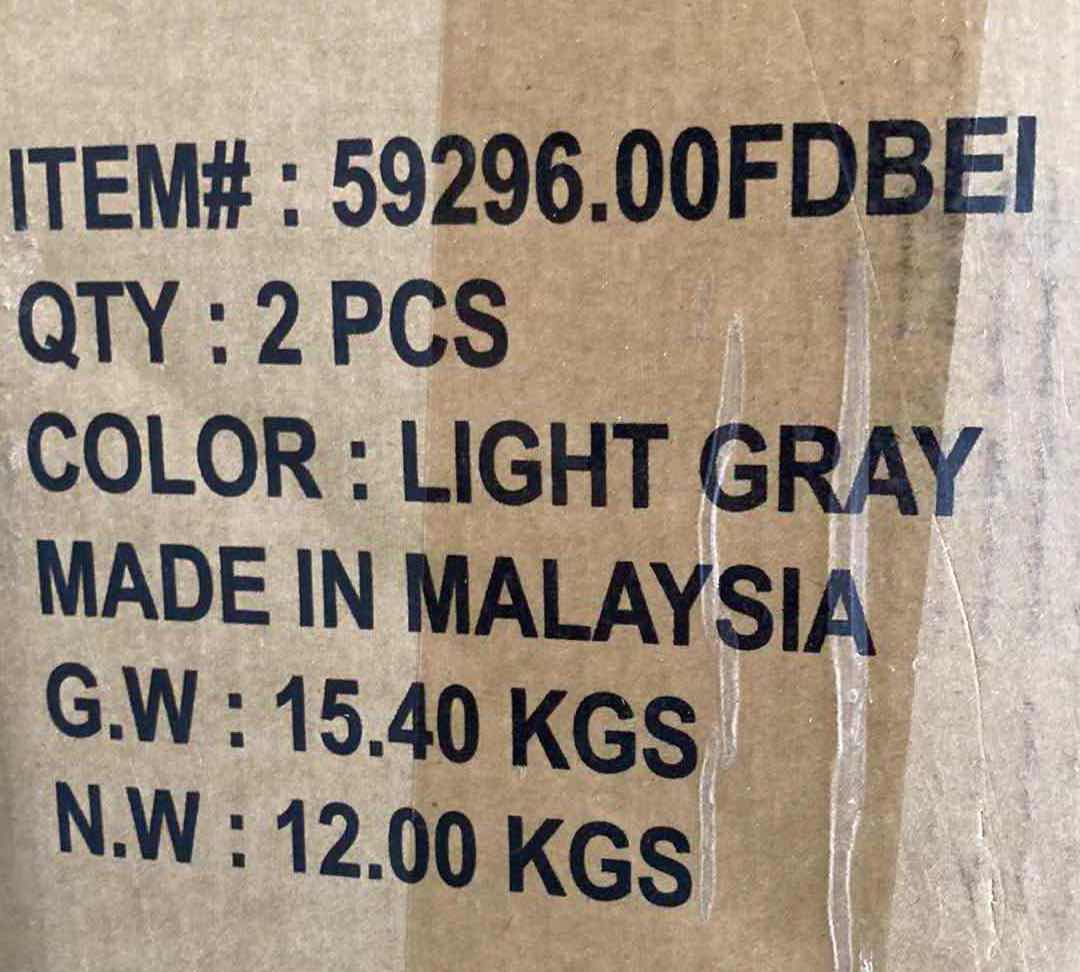 ITEM# : 59296.00FDBEI
QTY : 2 PCS
COLOR : LIGHT GRAY
MADE IN MALAYSIA
G.W : 15.40 KGS
N.W : 12.00 KGS